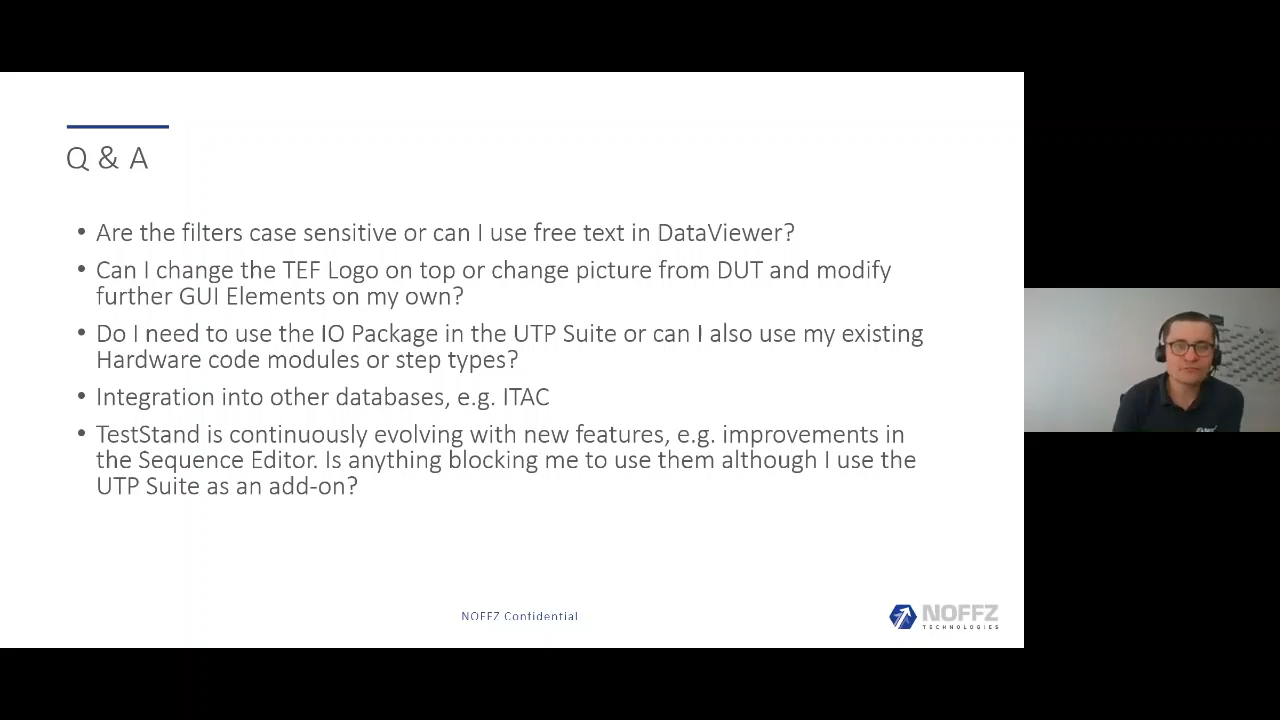 Q & A
• Are the filters case sensitive or can I use free text in DataViewer?
• Can I change the TEF Logo on top or change picture from DUT and modify
further GUI Elements on my own?
• Do I need to use the IO Package in the UTP Suite or can I also use my existing
Hardware code modules or step types?
• Integration into other databases, e.g. ITAC
• TestStand is continuously evolving with new features, e.g. improvements in
the Sequence Editor. Is anything blocking me to use them although I use the
UTP Suite as an add-on?
NOFFZ Confidential
NOFFZ
TECHNOLOGIES